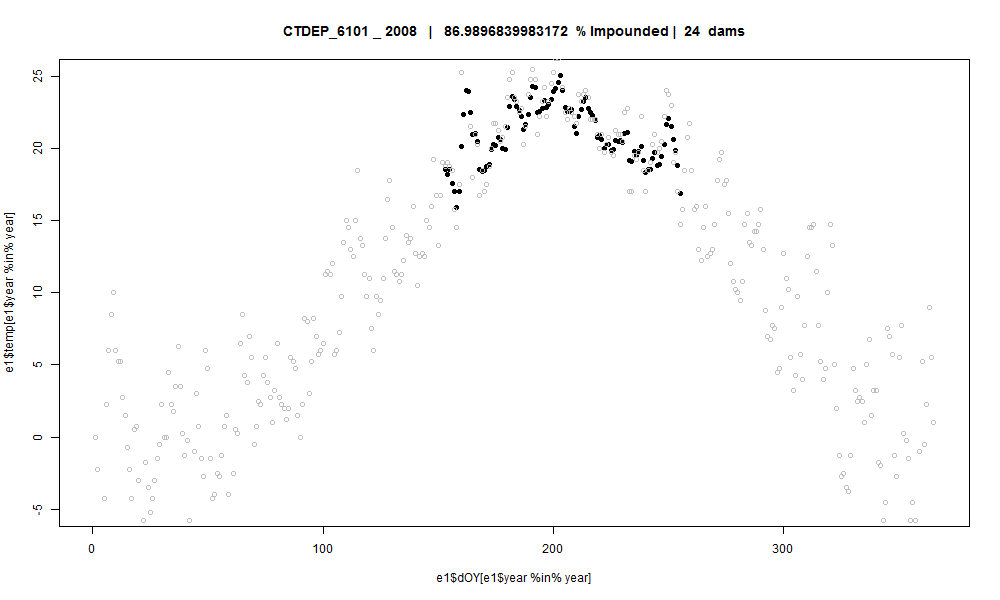 CTDEP_6101 _ 2008 | 86.9896839983172 % Impounded | 24 dams
e1$temp[e1$year %in% year]
25
20
15
10
5
0
-5
0 100 200 300
e1$dOY[e1$year %in% year]